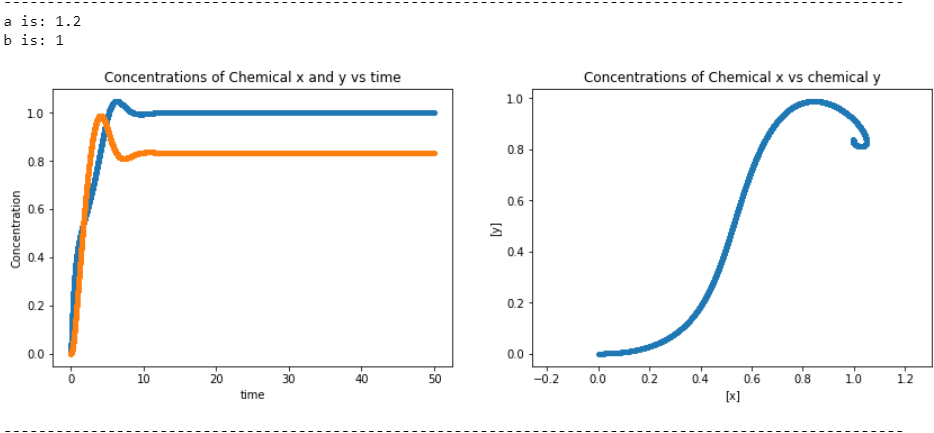 a is: 1.2
b is: 1
Concentrations of Chemical x and y vs time
Concentration
1.0
0.8
0.6
0.4
0.2
0.0
0 10 20 30 40 50
time
Concentrations of Chemical x vs chemical y
[y]
1.0
0.8
0.6
0.4
0.2
0.0
−0.2 0.0 0.2 0.4 0.6 0.8 1.0 1.2
[x]